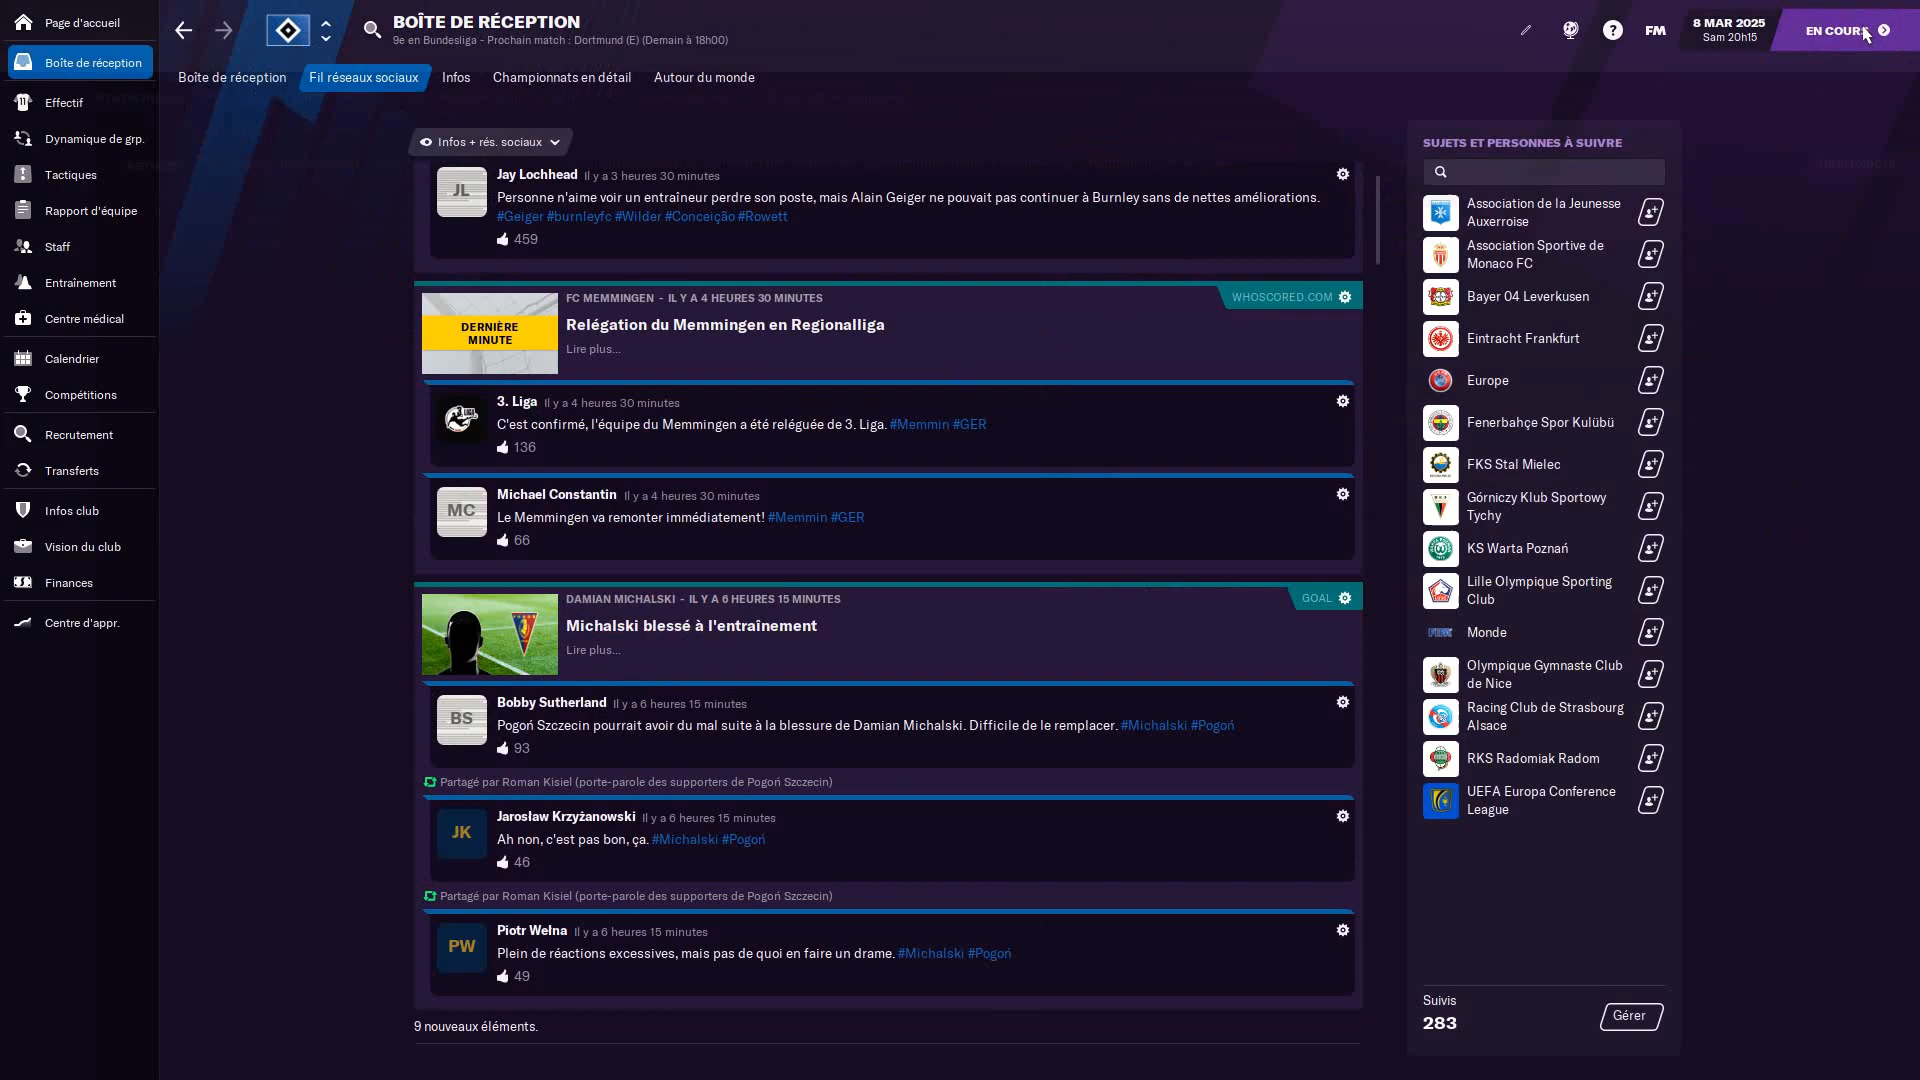 Page d'accueil
Boîte de réception
Effectif
Dynamique de grp.
Tactiques
Rapport d'équipe
Staff
Entraînement
Centre médical
Calendrier
Compétitions
Recrutement
Transferts
Infos club
Vision du club
Finances
Centre d'appr.
BOÎTE DE RÉCEPTION
9e en Bundesliga - Prochain match : Dortmund (E) (Demain à 18h00)
FM
8 MAR 2025
Sam 20h15
EN COURS
Boîte de réception
Fil réseaux sociaux
Infos
Championnats en détail
Autour du monde
Infos + rés. sociaux
JL
Jay Lochhead Il y a 3 heures 30 minutes
Personne n'aime voir un entraîneur perdre son poste, mais Alain Geiger ne pouvait pas continuer à Burnley sans de nettes améliorations.
#Geiger #burnleyfc #Wilder #Conceição #Rowett
459
FC MEMMINGEN - IL Y A 4 HEURES 30 MINUTES
WHOSCORED.COM
DERNIÈRE
MINUTE
Relégation du Memmingen en Regionalliga
Lire plus...
3. Liga Il y a 4 heures 30 minutes
C'est confirmé, l'équipe du Memmingen a été reléguée de 3. Liga. #Memmin #GER
136
MC
Michael Constantin Il y a 4 heures 30 minutes
Le Memmingen va remonter immédiatement! #Memmin #GER
66
DAMIAN MICHALSKI - IL Y A 6 HEURES 15 MINUTES
GOAL
Michalski blessé à l'entraînement
Lire plus...
BS
Bobby Sutherland Il y a 6 heures 15 minutes
Pogoń Szczecin pourrait avoir du mal suite à la blessure de Damian Michalski. Difficile de le remplacer. #Michalski #Pogoń
93
Partagé par Roman Kisiel (porte-parole des supporters de Pogoń Szczecin)
JK
Jarosław Krzyżanowski Il y a 6 heures 15 minutes
Ah non, c'est pas bon, ça. #Michalski #Pogoń
46
Partagé par Roman Kisiel (porte-parole des supporters de Pogoń Szczecin)
PW
Piotr Wełna Il y a 6 heures 15 minutes
Plein de réactions excessives, mais pas de quoi en faire un drame. #Michalski #Pogoń
49
9 nouveaux éléments.
SUJETS ET PERSONNES À SUIVRE
Association de la Jeunesse
Auxerroise
Association Sportive de
Monaco FC
Bayer 04 Leverkusen
Eintracht Frankfurt
Europe
Fenerbahçe Spor Kulübü
FKS Stal Mielec
Górniczy Klub Sportowy
Tychy
KS Warta Poznań
Lille Olympique Sporting
Club
FIFA
Monde
Olympique Gymnaste Club
de Nice
Racing Club de Strasbourg
Alsace
RKS Radomiak Radom
UEFA Europa Conference
League
Suivis
283
Gérer